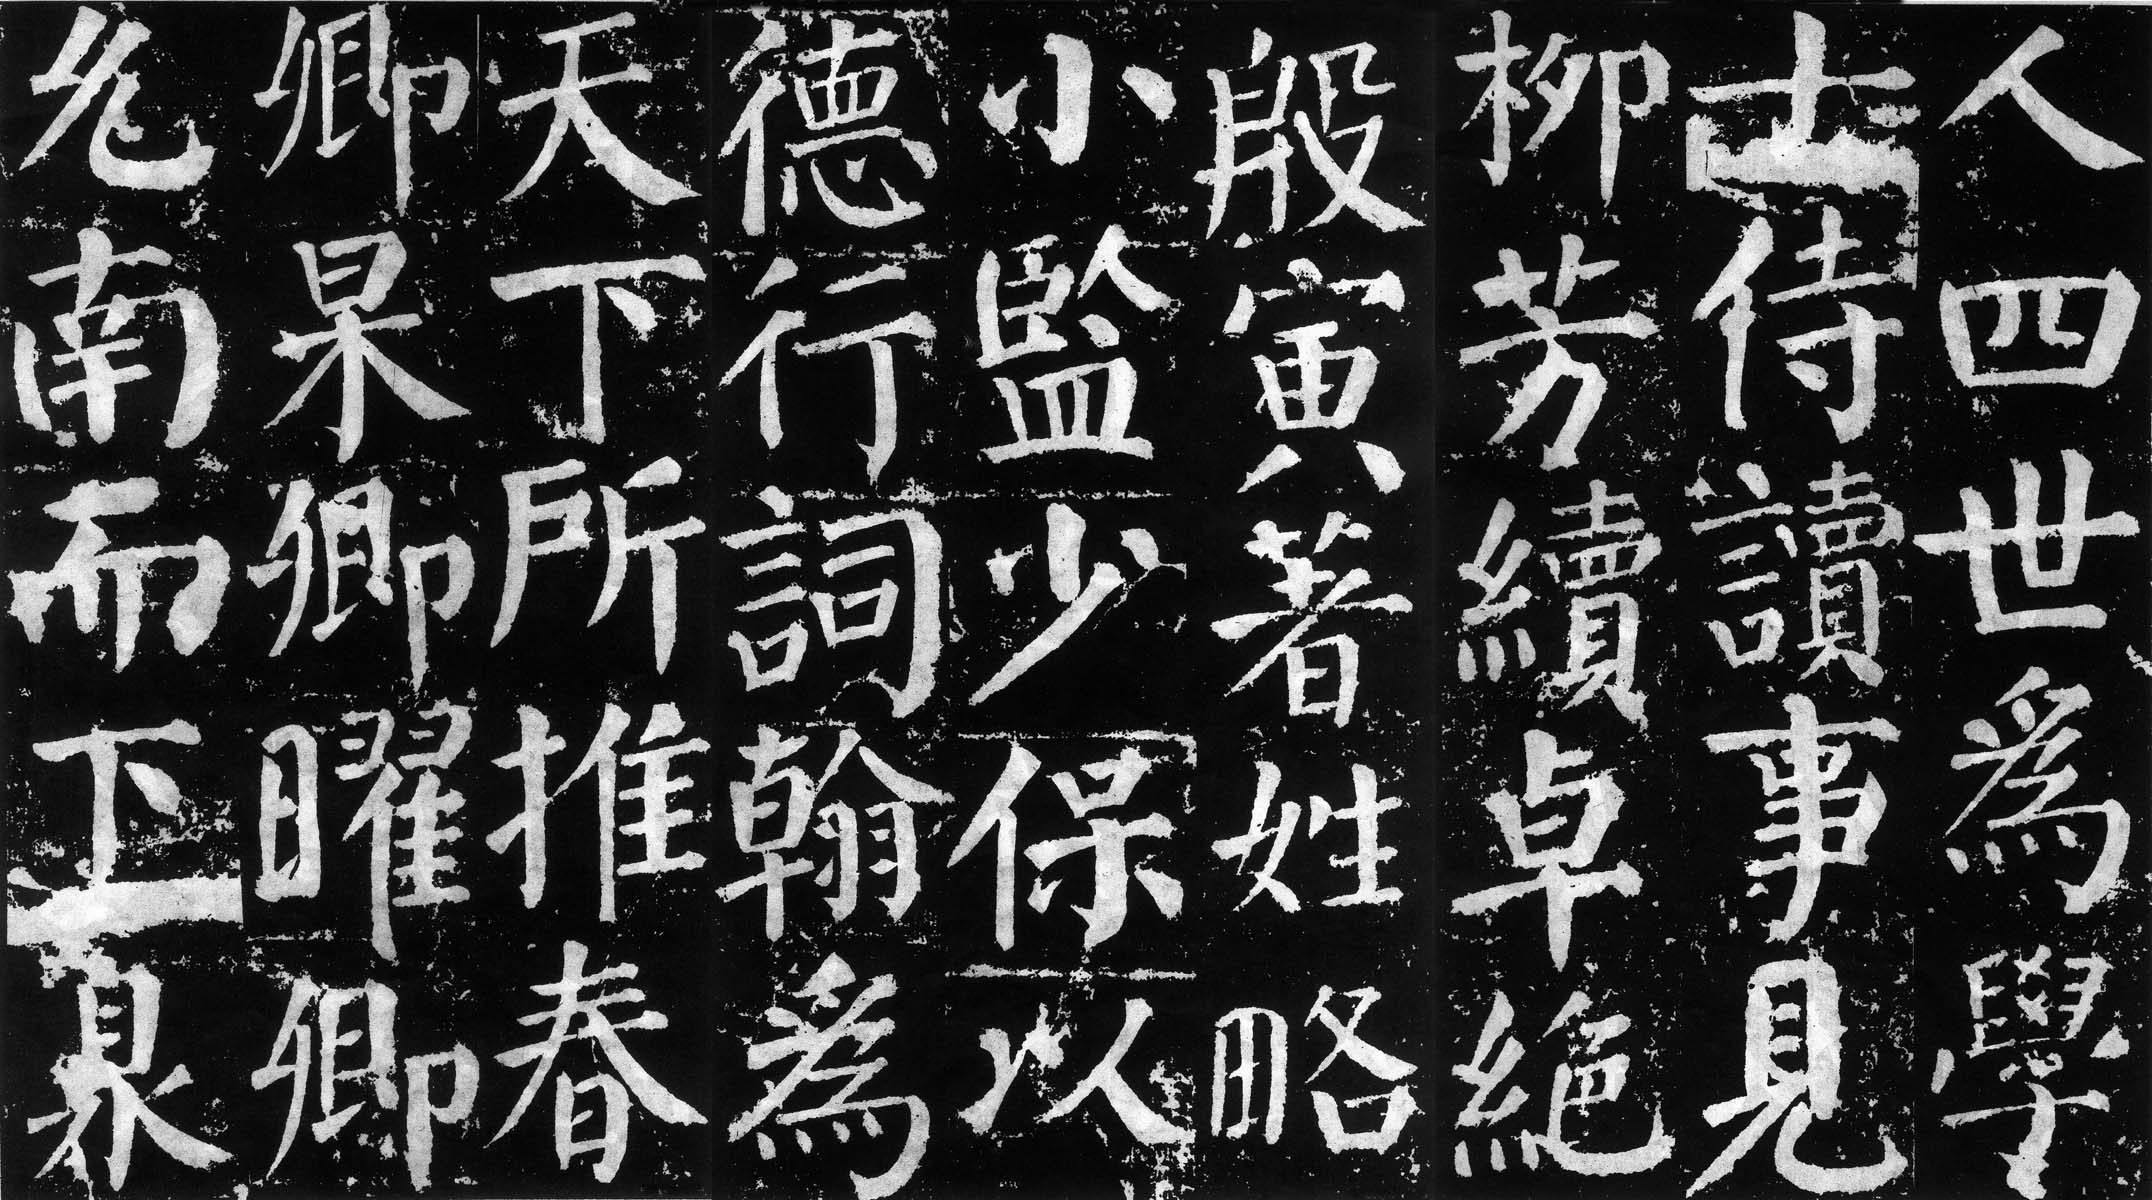 人四世爲學
士侍讀事見
柳芳續卓絶
殷寅著姓略
小監少保以
德行詞翰爲
天下所推春
卿杲卿曜卿
允南而下臮